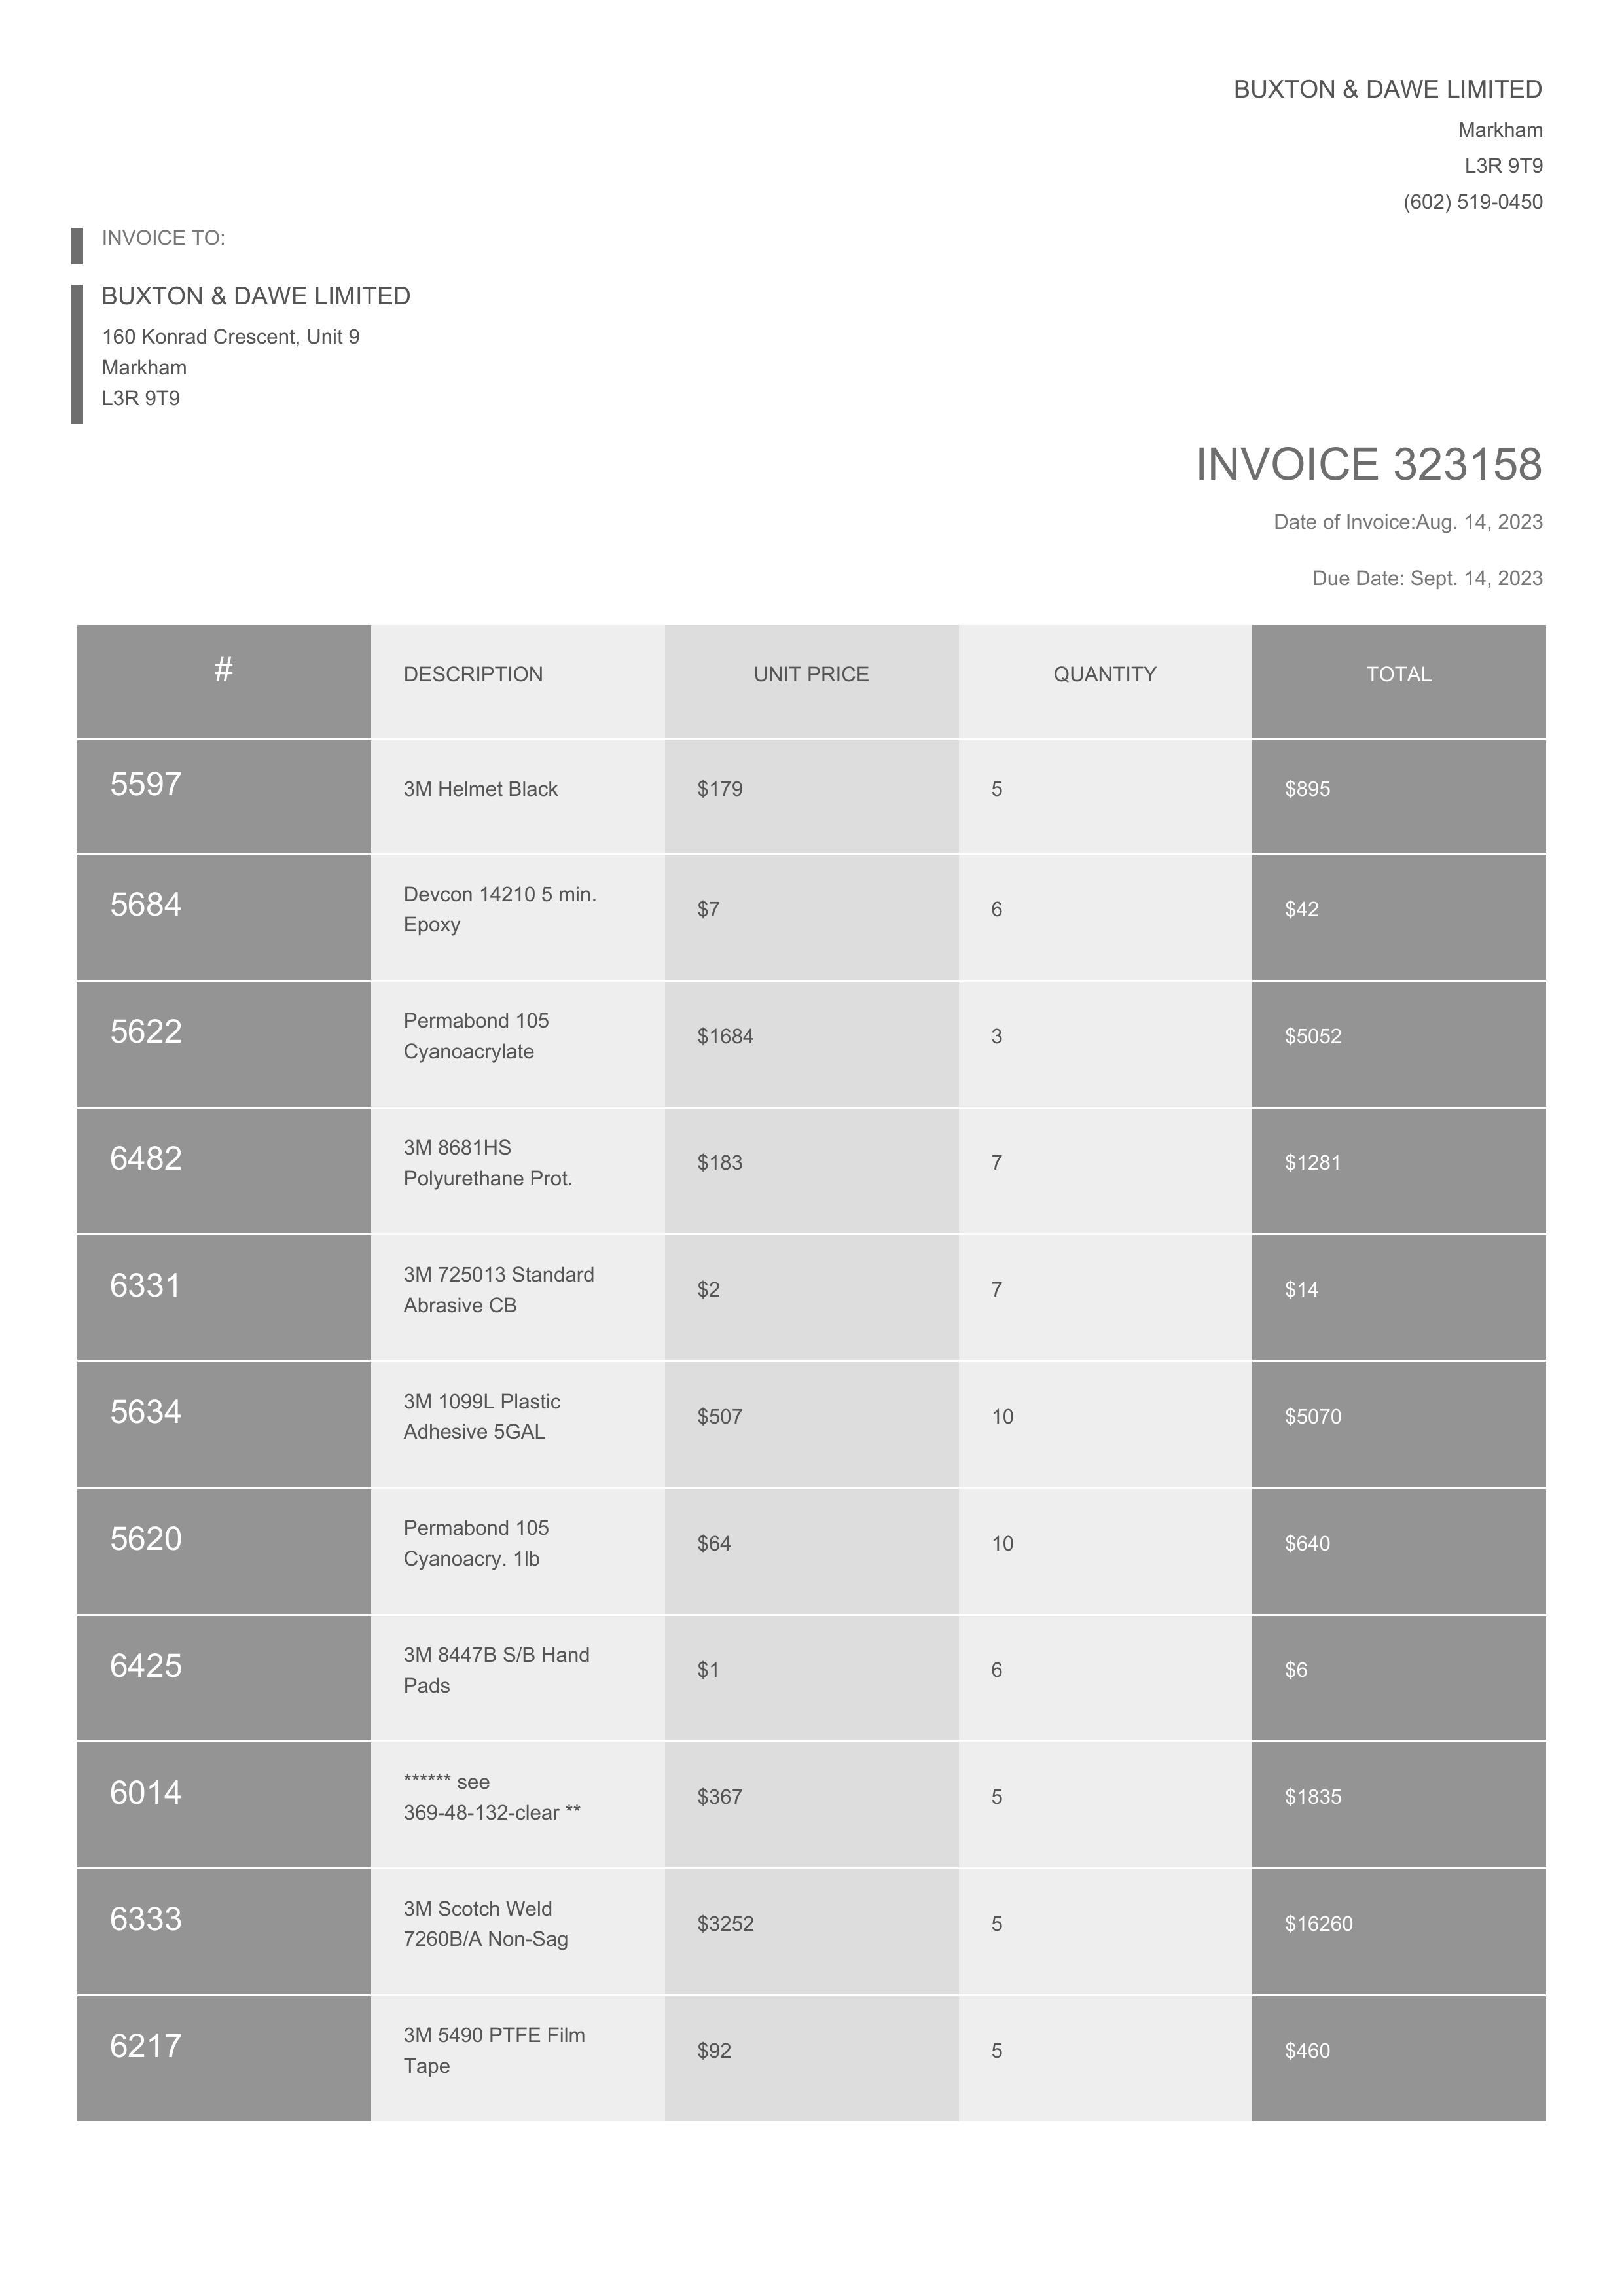 BUXTON & DAWE LIMITED
Markham
L3R 9T9
(602) 519-0450
INVOICE TO:
BUXTON & DAWE LIMITED
160 Konrad Crescent, Unit 9
Markham
L3R 9T9
INVOICE 323158
Date of Invoice:Aug. 14, 2023
Due Date: Sept. 14, 2023
# DESCRIPTION UNIT PRICE QUANTITY TOTAL
5597 3M Helmet Black $179 5 $895
5684 Devcon 14210 5 min. $7 6 $42
Epoxy
5622 Permabond 105 $1684 3 $5052
Cyanoacrylate
6482 3M 8681HS $183 7 $1281
Polyurethane Prot.
6331 3M 725013 Standard $2 7 $14
Abrasive CB
5634 3M 1099L Plastic $507 10 $5070
Adhesive 5GAL
5620 Permabond 105 $64 10 $640
Cyanoacry. 1lb
6425 3M 8447B S/B Hand $1 6 $6
Pads
6014 ****** see $367 5 $1835
369-48-132-clear **
6333 3M Scotch Weld $3252 5 $16260
7260B/A Non-Sag
6217 3M 5490 PTFE Film $92 5 $460
Tape